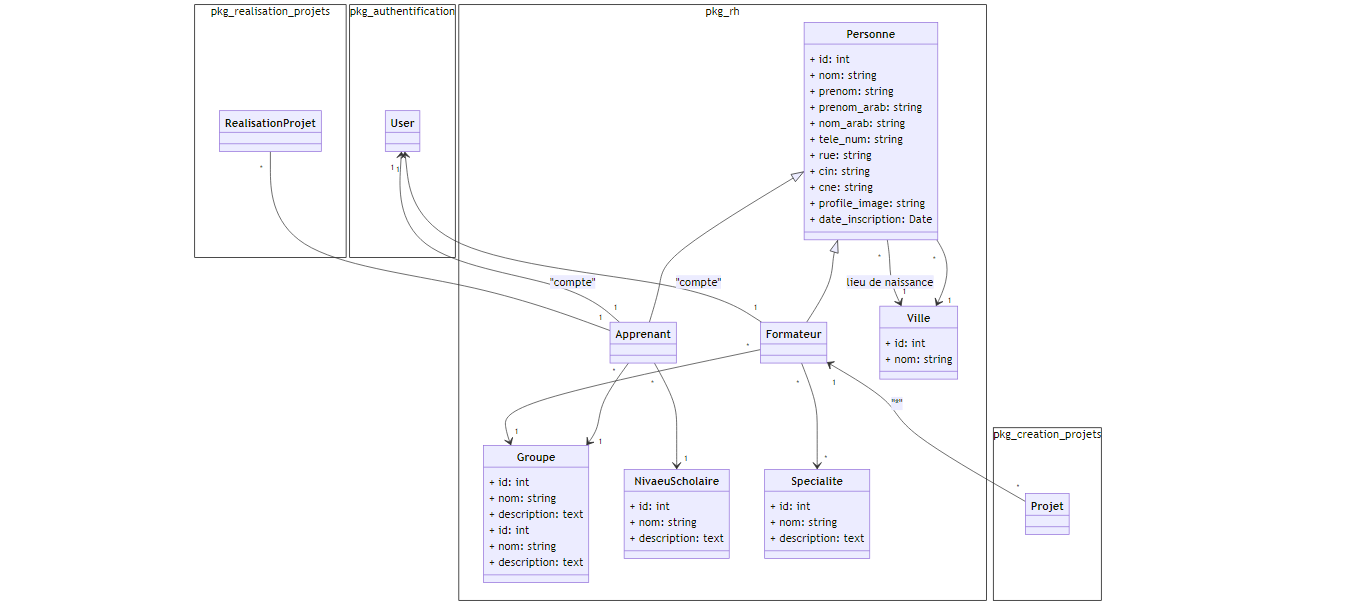 pkg_realisation_projets
pkg_authentification
pkg_rh
Personne
+ id: int
+ nom: string
+ prenom: string
+ prenom_arab: string
+ nom_arab: string
+ tele_num: string
+ rue: string
+ cin: string
+ cne: string
+ profile_image: string
+ date_inscription: Date
RealisationProjet
*
User
1
1
*
*
"compte"
"compte"
lieu de naissance
1
1
1
1
1
Ville
+ id: int
+ nom: string
Apprenant
Formateur
*
*
*
*
1
"*"
1
1
1
*
pkg_creation_projets
Groupe
+ id: int
+ nom: string
+ description: text
+ id: int
+ nom: string
+ description: text
NivaeuScholaire
+ id: int
+ nom: string
+ description: text
Specialite
+ id: int
+ nom: string
+ description: text
*
Projet